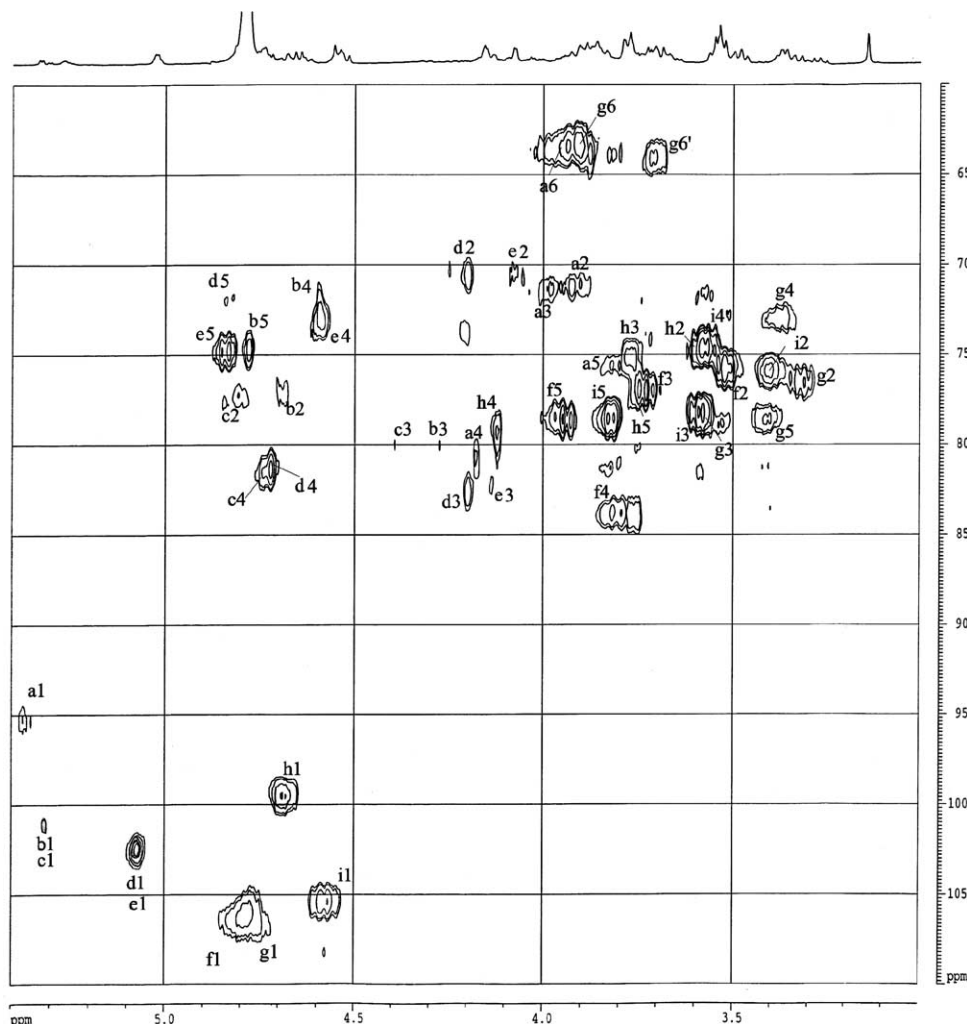 g6
g6'
a6
65
d2
e2
a2
70
d5
b4
a3
g4
h3
h2
i4
e5
b5
e4
i2
75
a5
f3
f2
g2
c2
b2
f5
i5
h4
h5
i3
g3
g5
c3
b3
a4
80
c4
d4
d3
e3
f4
85
90
a1
95
h1
100
b1
c1
d1
e1
i1
105
f1
g1
ppm
ppm
5.0
4.5
4.0
3.5